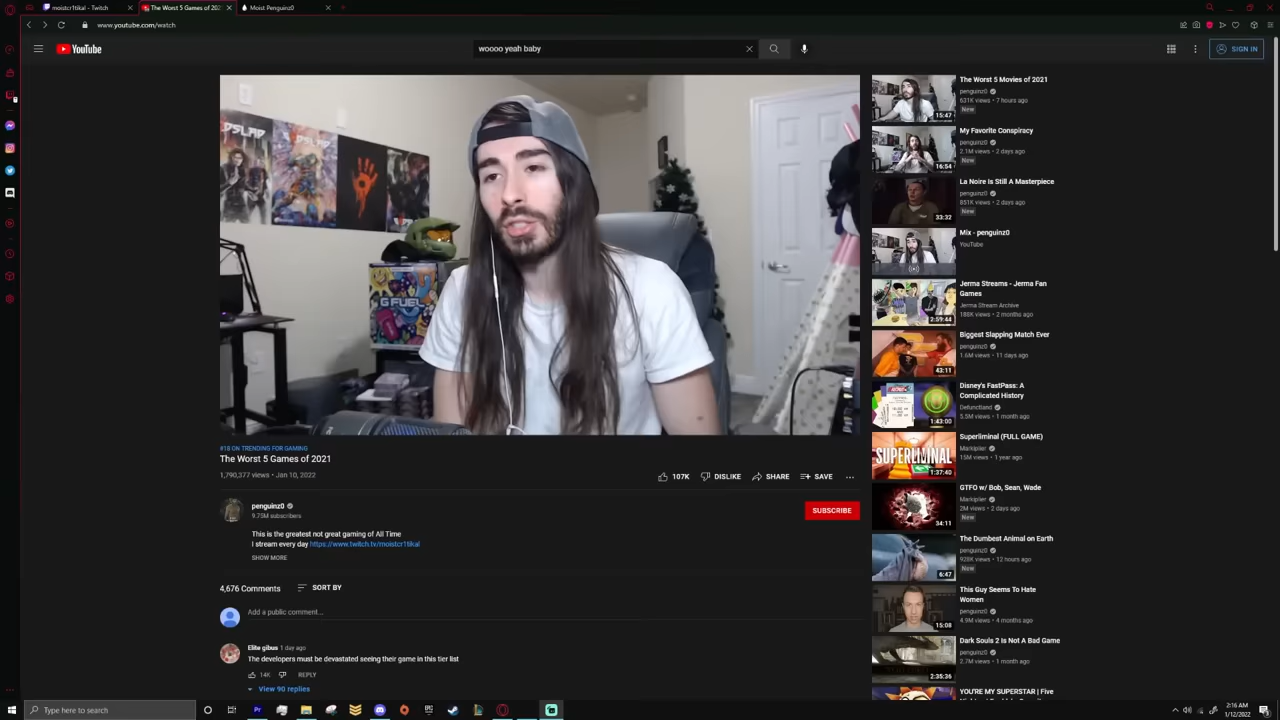 moistcr1tikal - Twitch
The Worst 5 Games of 202
Moist Penguinz0
www.youtube.com/watch
YouTube
woooo yeah baby
SIGN IN
G FUEL
#18 ON TRENDING FOR GAMING
The Worst 5 Games of 2021
1,790,377 views • Jan 10, 2022
107K
DISLIKE
SHARE
SAVE
penguinz0
9.75M subscribers
SUBSCRIBE
This is the greatest not great gaming of All Time
I stream every day https://www.twitch.tv/moistcr1tikal
SHOW MORE
4,676 Comments
SORT BY
Add a public comment...
Elite gibus 1 day ago
The developers must be devastated seeing their game in this tier list
14K
REPLY
View 90 replies
The Worst 5 Movies of 2021
penguinz0
631K views • 7 hours ago
New
15:47
My Favorite Conspiracy
penguinz0
2.1M views • 2 days ago
New
16:54
La Noire Is Still A Masterpiece
penguinz0
851K views • 2 days ago
New
33:32
Mix - penguinz0
YouTube
Jerma Streams - Jerma Fan
Games
Jerma Stream Archive
188K views • 2 months ago
2:59:44
Biggest Slapping Match Ever
penguinz0
1.6M views • 11 days ago
43:11
Disney's FastPass: A
Complicated History
Defunctland
5.5M views • 1 month ago
1:43:00
Superliminal (FULL GAME)
Markiplier
15M views • 1 year ago
SUPERLIMINAL
1:37:40
GTFO w/ Bob, Sean, Wade
Markiplier
2M views • 2 days ago
New
34:11
The Dumbest Animal on Earth
penguinz0
928K views • 12 hours ago
New
6:47
This Guy Seems To Hate
Women
penguinz0
4.9M views • 4 months ago
15:08
Dark Souls 2 Is Not A Bad Game
penguinz0
2.7M views • 1 month ago
2:35:36
YOU'RE MY SUPERSTAR | Five
Type here to search
2:16 AM
1/12/2022